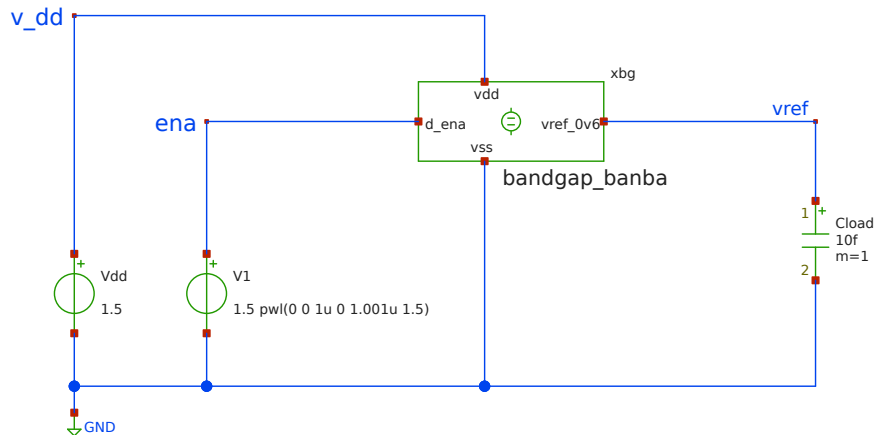 v_dd
xbg
vdd
ena
d_ena
vref_0v6
vref
vss
bandgap_banba
1
Cload
10f
m=1
2
Vdd
1.5
V1
1.5 pwl(0 0 1u 0 1.001u 1.5)
GND